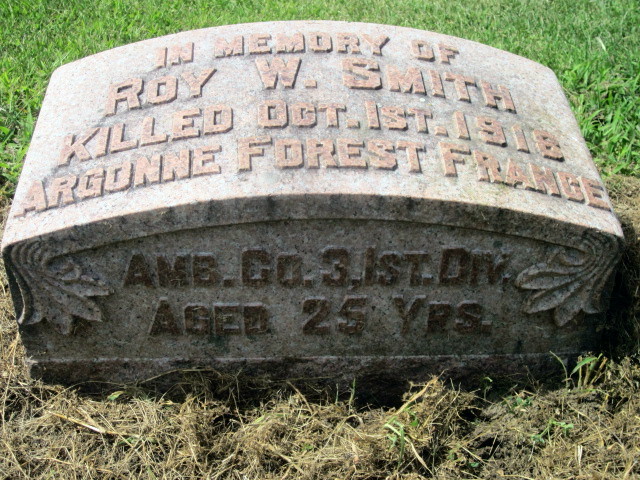 IN MEMORY OF
ROY W. SMITH
KILLED OCT. 1ST. 1918
ARGONNE FOREST FRANCE
AMB. CO. 3, 1ST. DIV.
AGED 25 YRS.